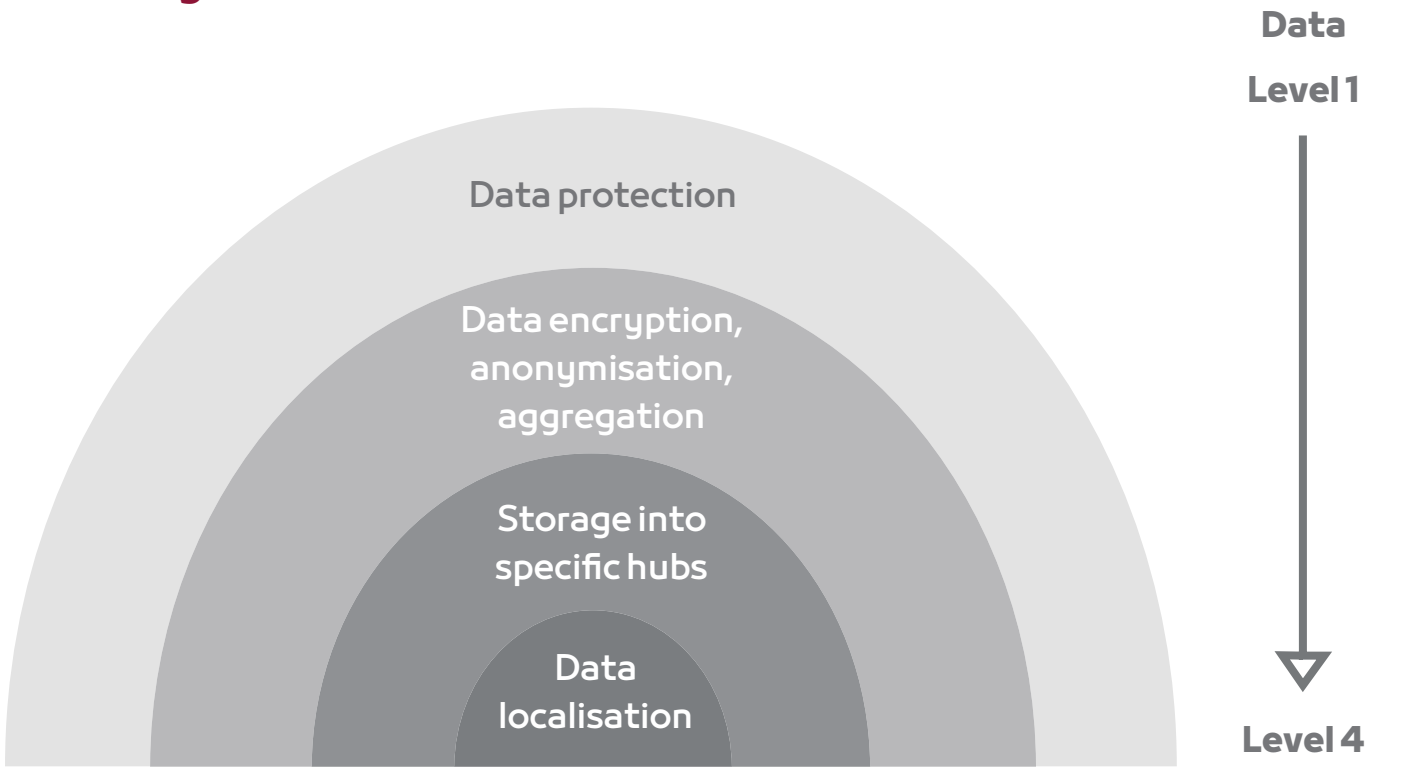 Data
Level 1
Data protection
Data encryption,
anonymisation,
aggregation
Storage into
specific hubs
Data
localisation
Level 4